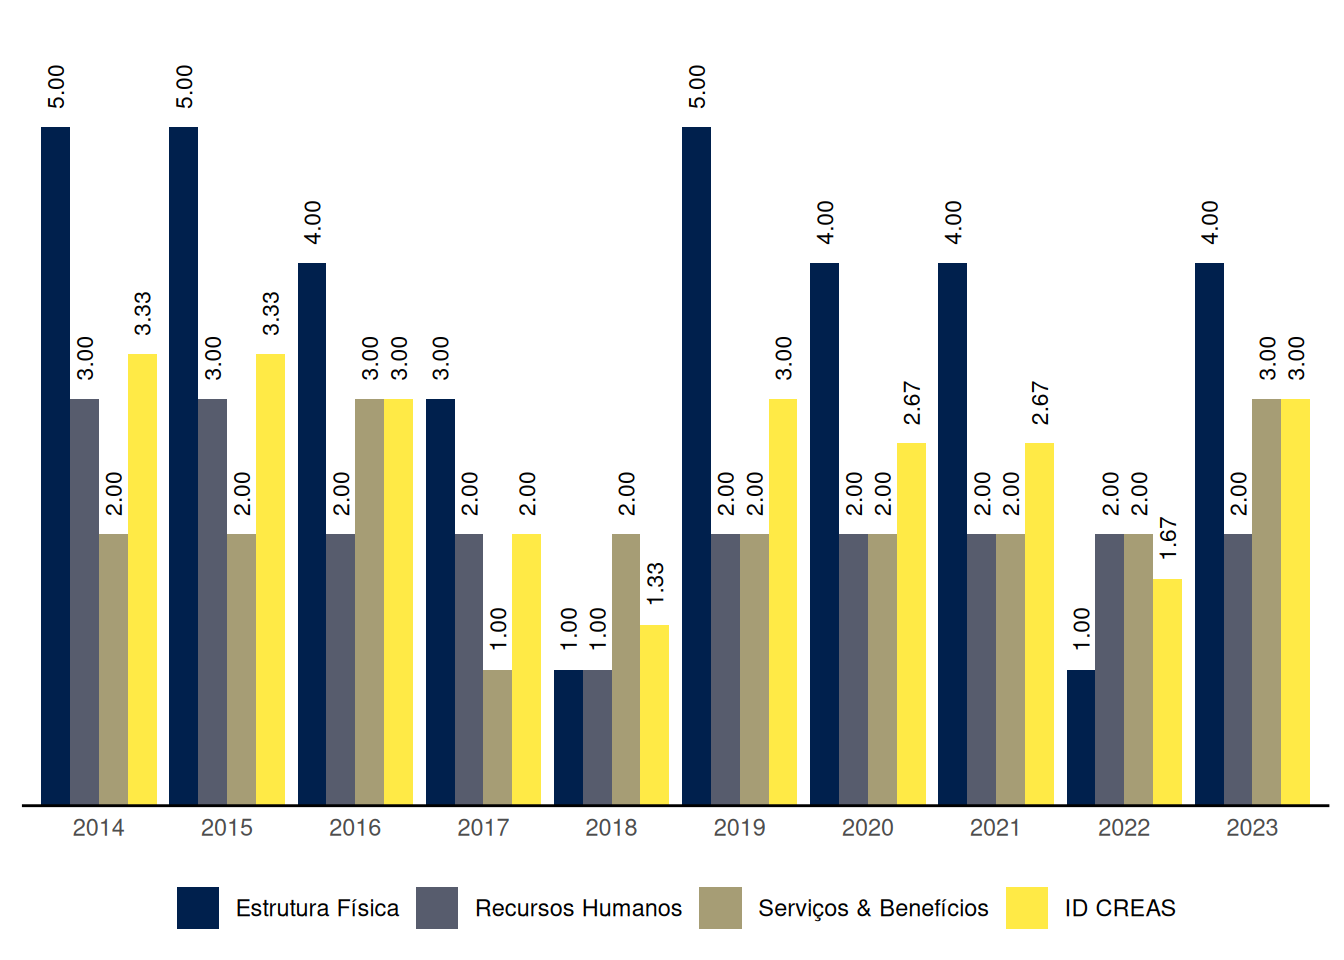 5.00 3.00 2.00 3.33 5.00 3.00 2.00 3.33 4.00 2.00 3.00 3.00 3.00 2.00 1.00 2.00 1.00 1.00 2.00 1.33 5.00 2.00 2.00 3.00 4.00 2.00 2.00 2.67 4.00 2.00 2.00 2.67 1.00 2.00 2.00 1.67 4.00 2.00 3.00 3.00
2014 2015 2016 2017 2018 2019 2020 2021 2022 2023
Estrutura Física Recursos Humanos Serviços & Benefícios ID CREAS